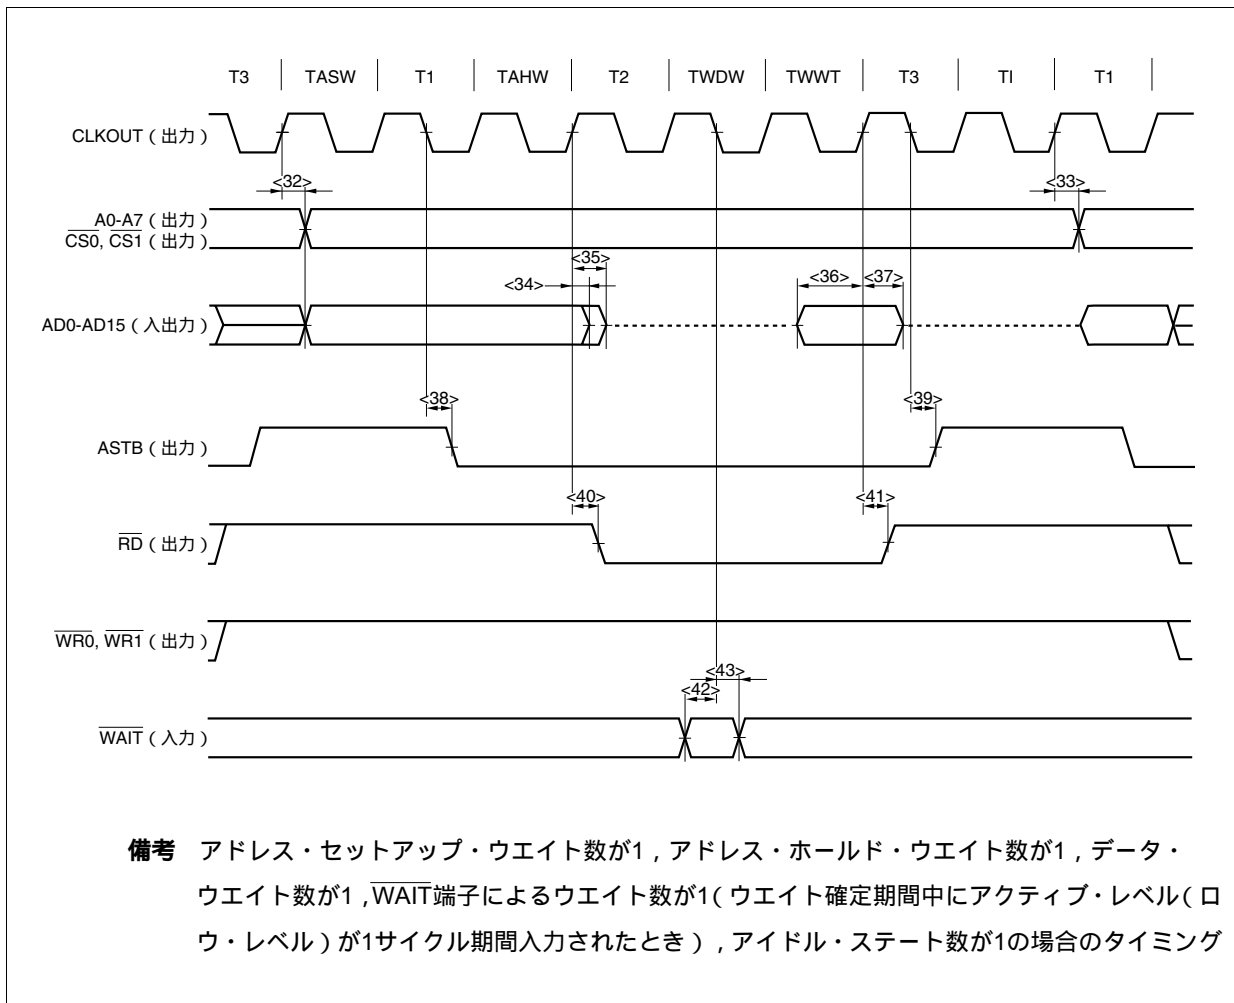 T3 TASW T1 TAHW T2 TWDW TWWT T3 TI T1
CLKOUT（出力）
<32> <33>
A0-A7（出力）
CS0, CS1（出力）
<35>
<34> <36> <37>
AD0-AD15（入出力）
<38> <39>
ASTB（出力）
<40> <41>
RD（出力）
WR0, WR1（出力）
<43>
<42>
WAIT（入力）
備考 アドレス・セットアップ・ウエイト数が1，アドレス・ホールド・ウエイト数が1，データ・
ウエイト数が1，WAIT端子によるウエイト数が1（ウエイト確定期間中にアクティブ・レベル（ロ
ウ・レベル）が1サイクル期間入力されたとき），アイドル・ステート数が1の場合のタイミング